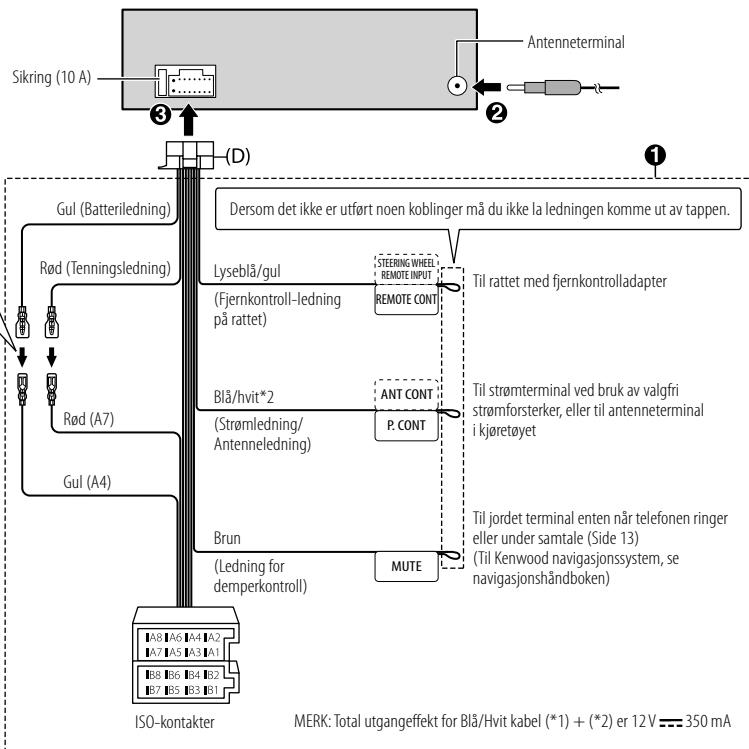 Antenneterminal
Sikring (10 A)
❸
❷
(D)
❶
Gul (Batteriledning)
Dersom det ikke er utført noen koblinger må du ikke la ledningen komme ut av tappen.
Rød (Tenningsledning)
Lyseblå/gul
(Fjernkontroll-ledning
på rattet)
STEERING WHEEL
REMOTE INPUT
REMOTE CONT
Til rattet med fjernkontrolladapter
Blå/hvit*2
(Strømledning/
Antenneledning)
ANT CONT
P. CONT
Til strømterminal ved bruk av valgfri
strømforsterker, eller til antenneterminal
i kjøretøyet
Rød (A7)
Gul (A4)
Brun
(Ledning for
demperkontroll)
MUTE
Til jordet terminal enten når telefonen ringer
eller under samtale (Side 13)
(Til Kenwood navigasjonssystem, se
navigasjonshåndboken)
A8 A6 A4 A2
A7 A5 A3 A1
B8 B6 B4 B2
B7 B5 B3 B1
ISO-kontakter
MERK: Total utgangeffekt for Blå/Hvit kabel (*1) + (*2) er 12 V ⎓ 350 mA